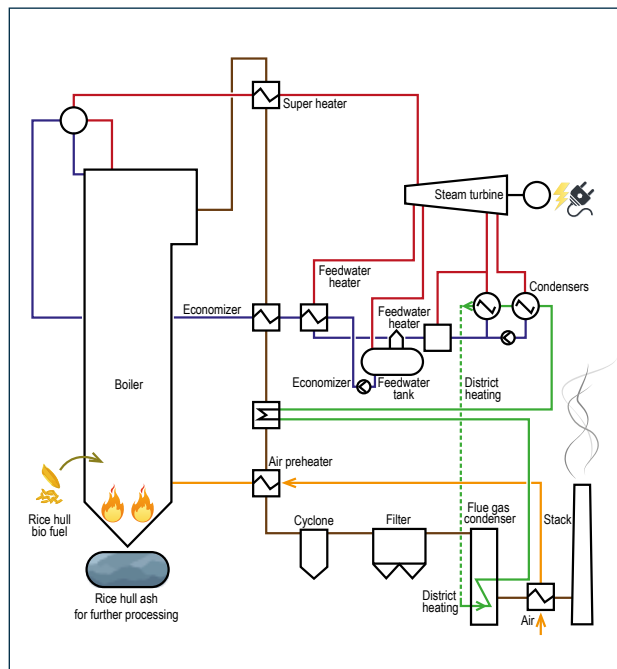 Super heater
Steam turbine
Feedwater
heater
Condensers
Economizer
Feedwater
heater
Boiler
Economizer
Feedwater
tank
District
heating
Air preheater
Rice hull
bio fuel
Cyclone
Filter
Flue gas
condenser
Stack
Rice hull ash
for further processing
District
heating
Air